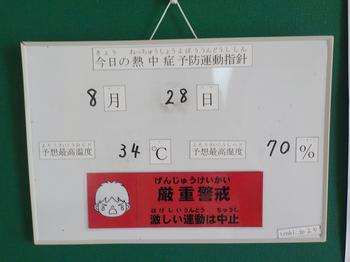 きょう ねっちゅうしょうよぼううんどうししん
今日の熱中症予防運動指針
8月 28日
よそうさいこうおんど よそうさいこうしつど
予想最高温度 34℃ 予想最高湿度 70%
げんじゅうけいかい
厳重警戒
はげしいうんどう ちゅうし
激しい運動は中止